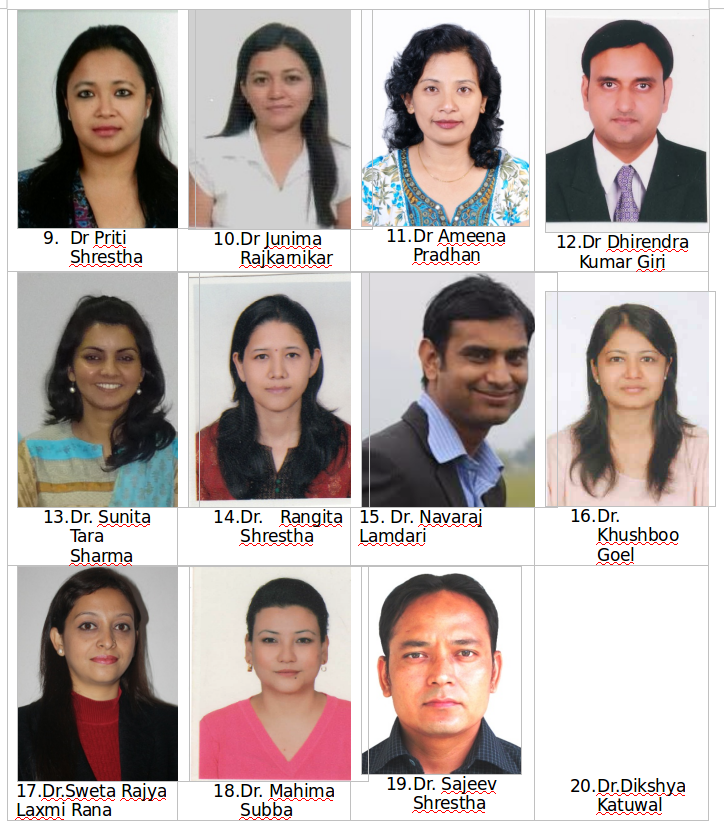 9. Dr Priti
Shrestha
10.Dr Junima
Rajkarnikar
11.Dr Ameena
Pradhan
12.Dr Dhirendra
Kumar Giri
13.Dr. Sunita
Tara
Sharma
14.Dr. Rangita
Shrestha
15. Dr. Navaraj
Lamdari
16.Dr.
Khushboo
Goel
17.Dr.Sweta Rajya
Laxmi Rana
18.Dr. Mahima
Subba
19.Dr. Sajeev
Shrestha
20.Dr.Dikshya
Katuwal